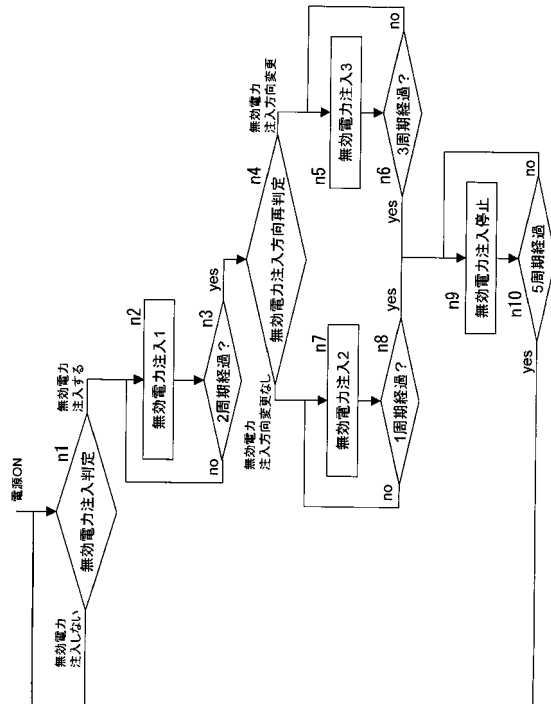 電源ON
n1
無効電力注入判定
無効電力
注入しない
無効電力
注入する
n2
無効電力注入1
n3
2周期経過？
no
yes
n4
無効電力注入方向再判定
無効電力
注入方向変更なし
無効電力
注入方向変更
n7
無効電力注入2
n8
1周期経過？
no
yes
n5
無効電力注入3
n6
3周期経過？
yes
no
n9
無効電力注入停止
n10
5周期経過
yes
no